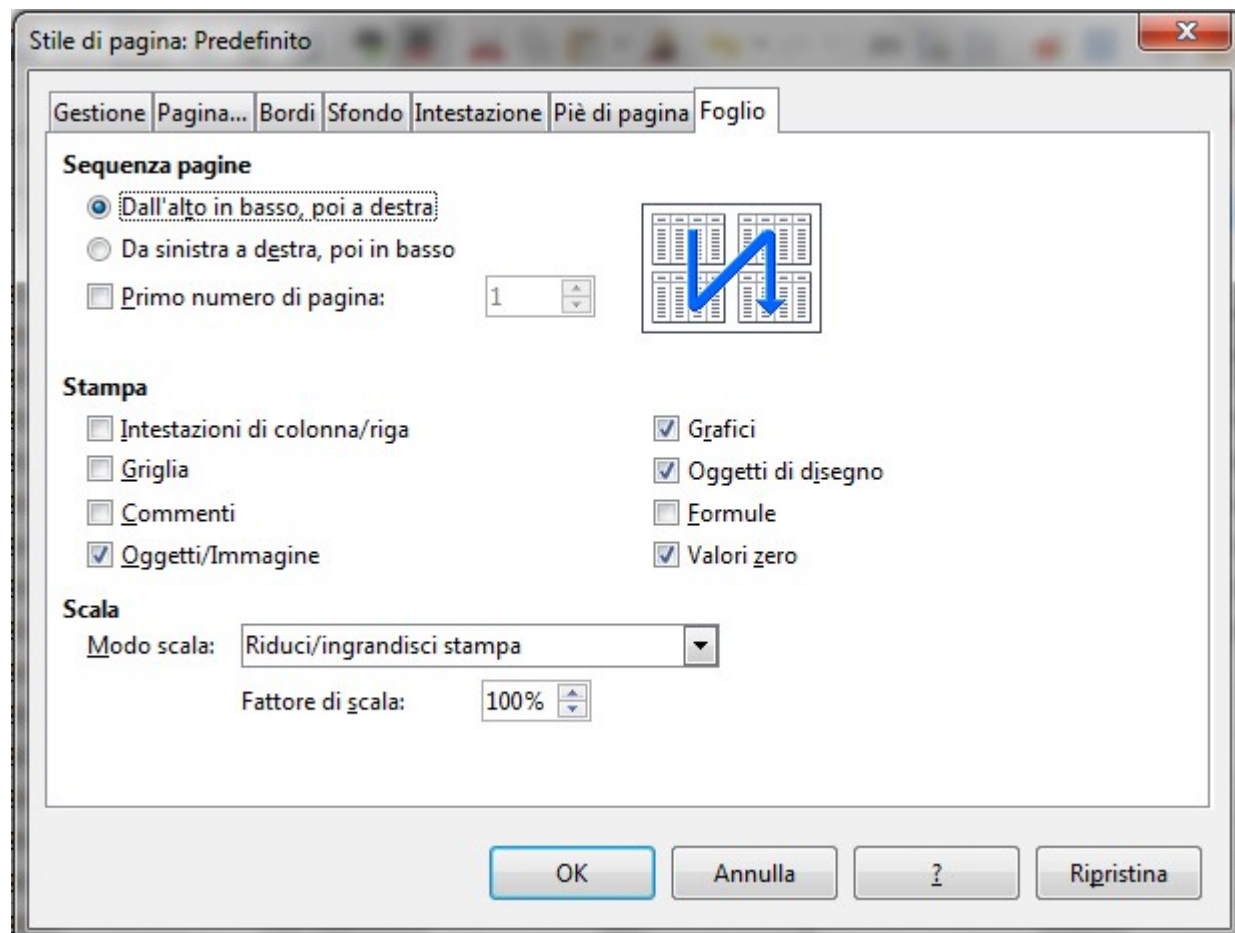 Stile di pagina: Predefinito
Gestione Pagina... Bordi Sfondo Intestazione Piè di pagina Foglio
Sequenza pagine
Dall'alto in basso, poi a destra
Da sinistra a destra, poi in basso
Primo numero di pagina: 1
Stampa
Intestazioni di colonna/riga
Griglia
Commenti
Oggetti/Immagine
Grafici
Oggetti di disegno
Formule
Valori zero
Scala
Modo scala: Riduci/ingrandisci stampa
Fattore di scala: 100%
OK Annulla ? Ripristina